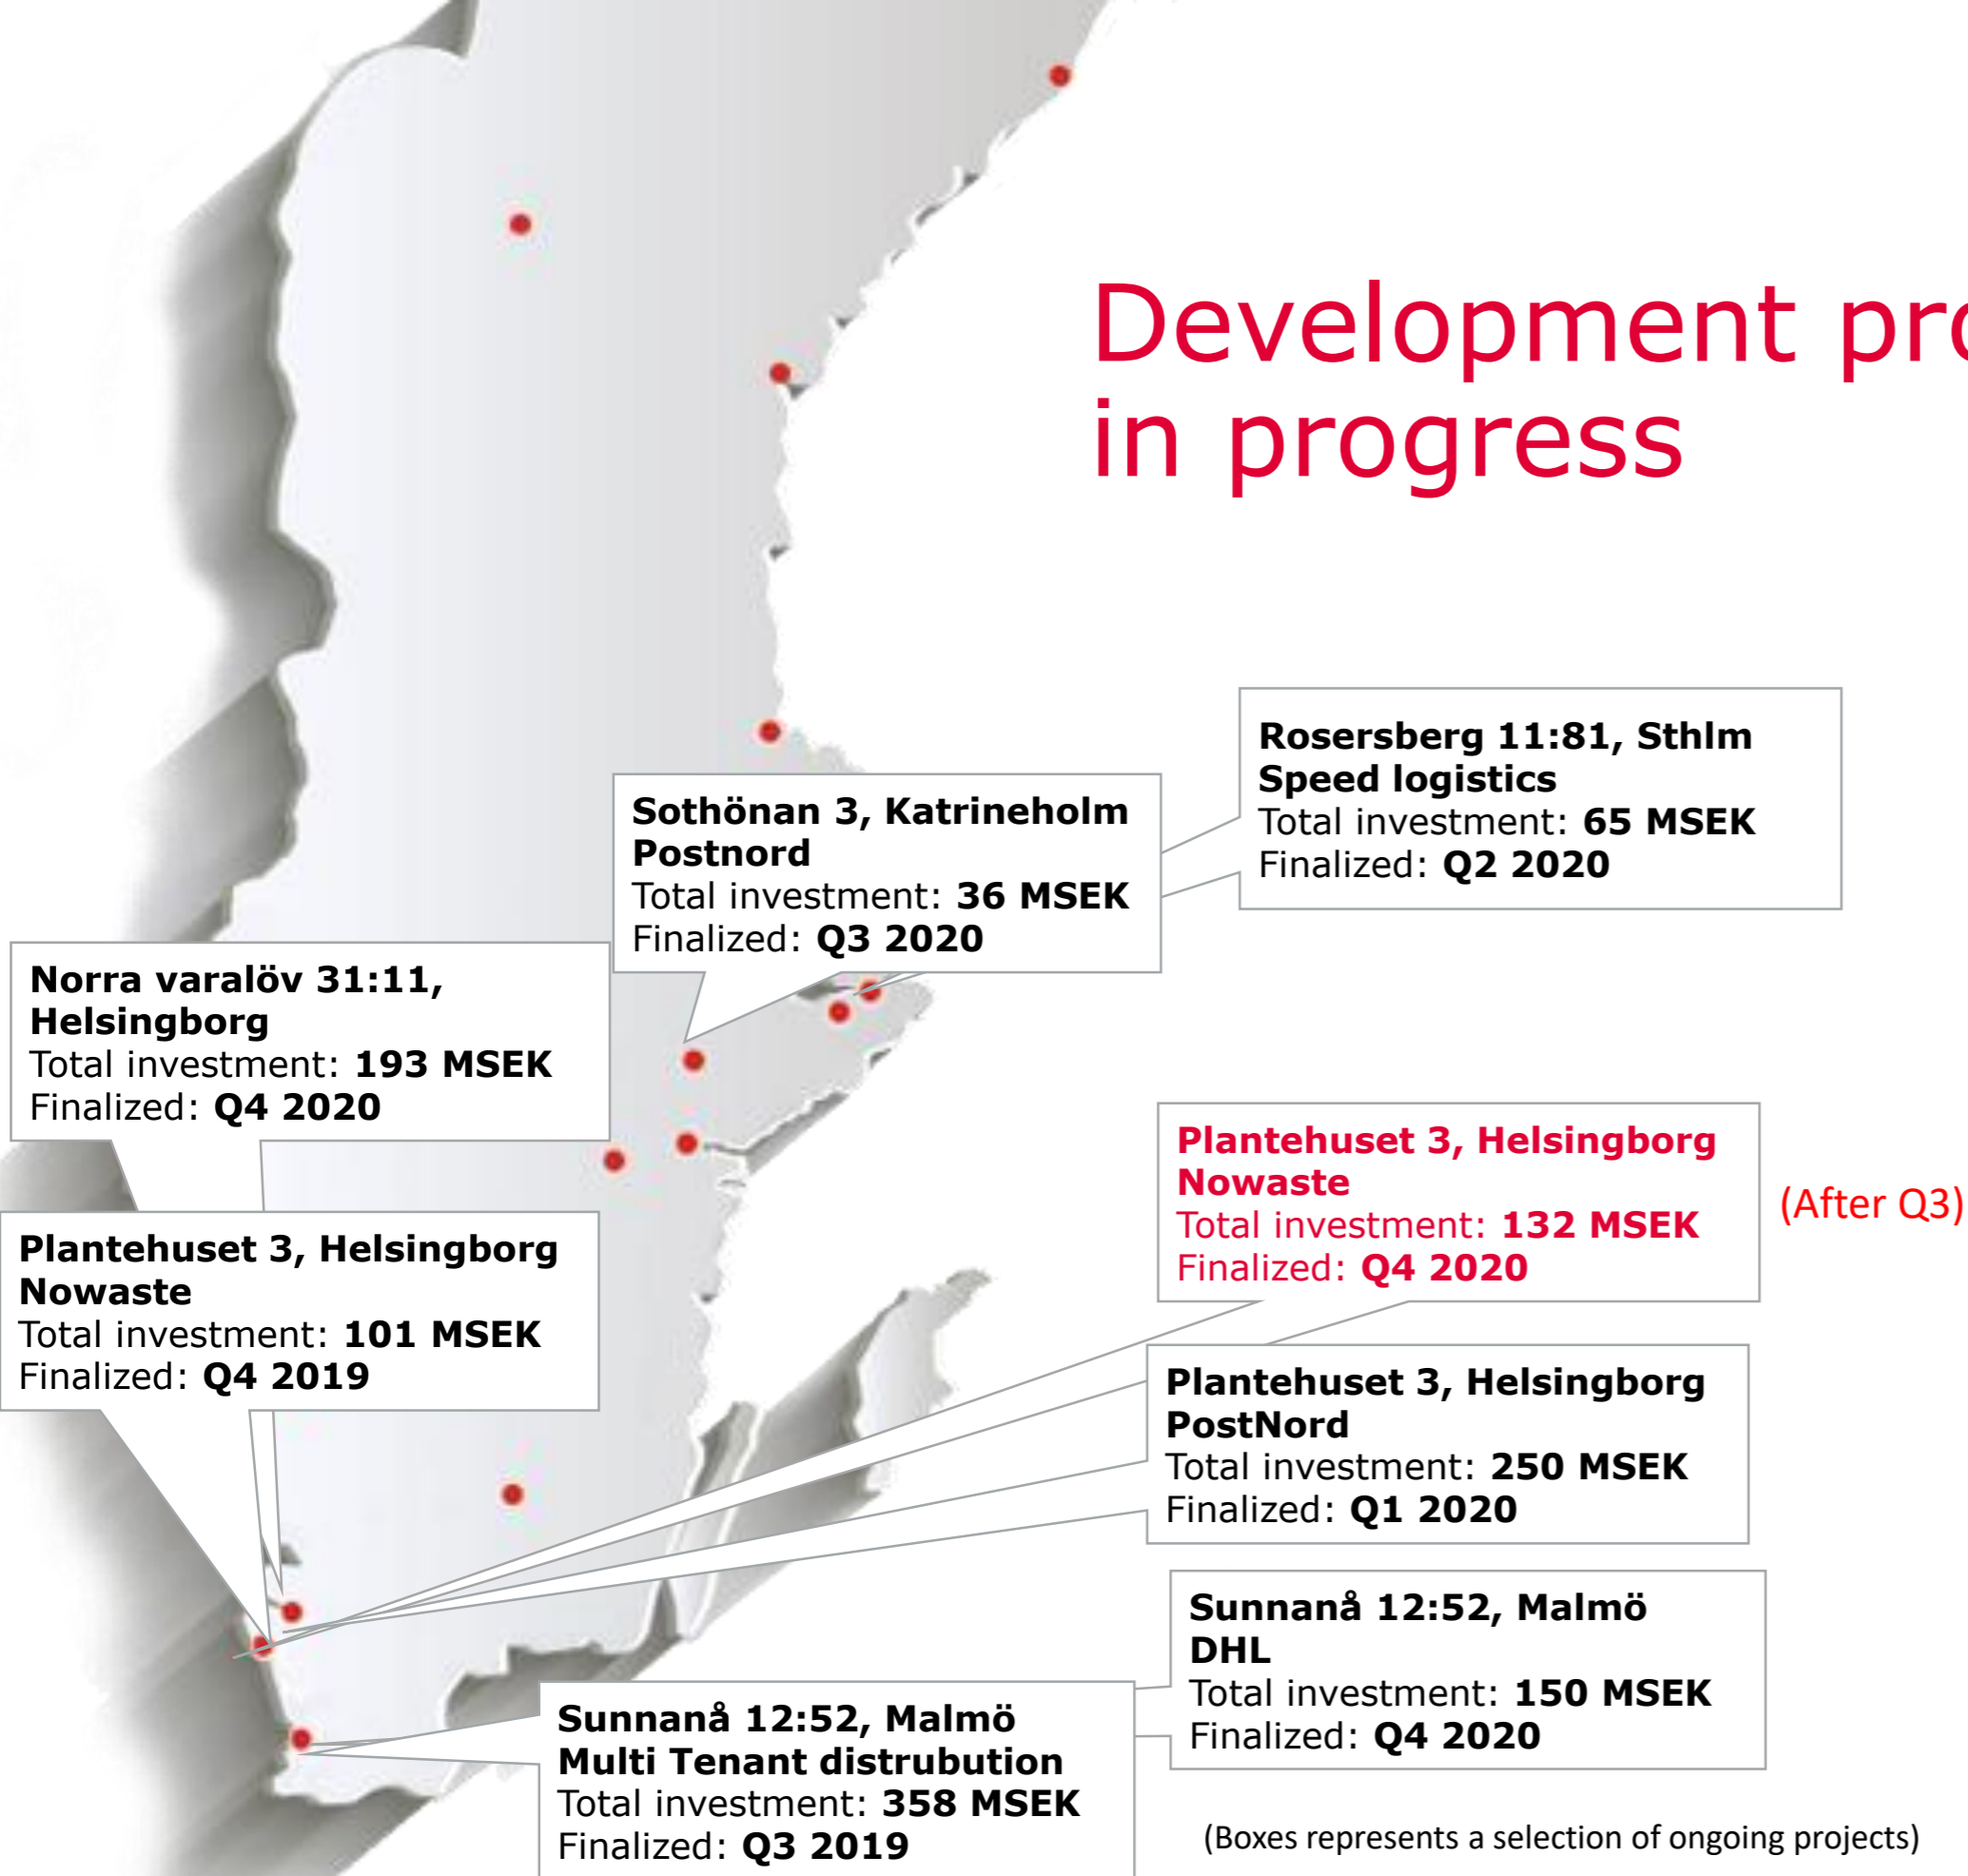 Development pro
in progress
Rosersberg 11:81, Sthlm
Speed logistics
Total investment: 65 MSEK
Finalized: Q2 2020
Sothönan 3, Katrineholm
Postnord
Total investment: 36 MSEK
Finalized: Q3 2020
Norra varalöv 31:11,
Helsingborg
Total investment: 193 MSEK
Finalized: Q4 2020
Plantehuset 3, Helsingborg
Nowaste
Total investment: 132 MSEK
Finalized: Q4 2020
(After Q3)
Plantehuset 3, Helsingborg
Nowaste
Total investment: 101 MSEK
Finalized: Q4 2019
Plantehuset 3, Helsingborg
PostNord
Total investment: 250 MSEK
Finalized: Q1 2020
Sunnanå 12:52, Malmö
DHL
Total investment: 150 MSEK
Finalized: Q4 2020
Sunnanå 12:52, Malmö
Multi Tenant distrubution
Total investment: 358 MSEK
Finalized: Q3 2019
(Boxes represents a selection of ongoing projects)